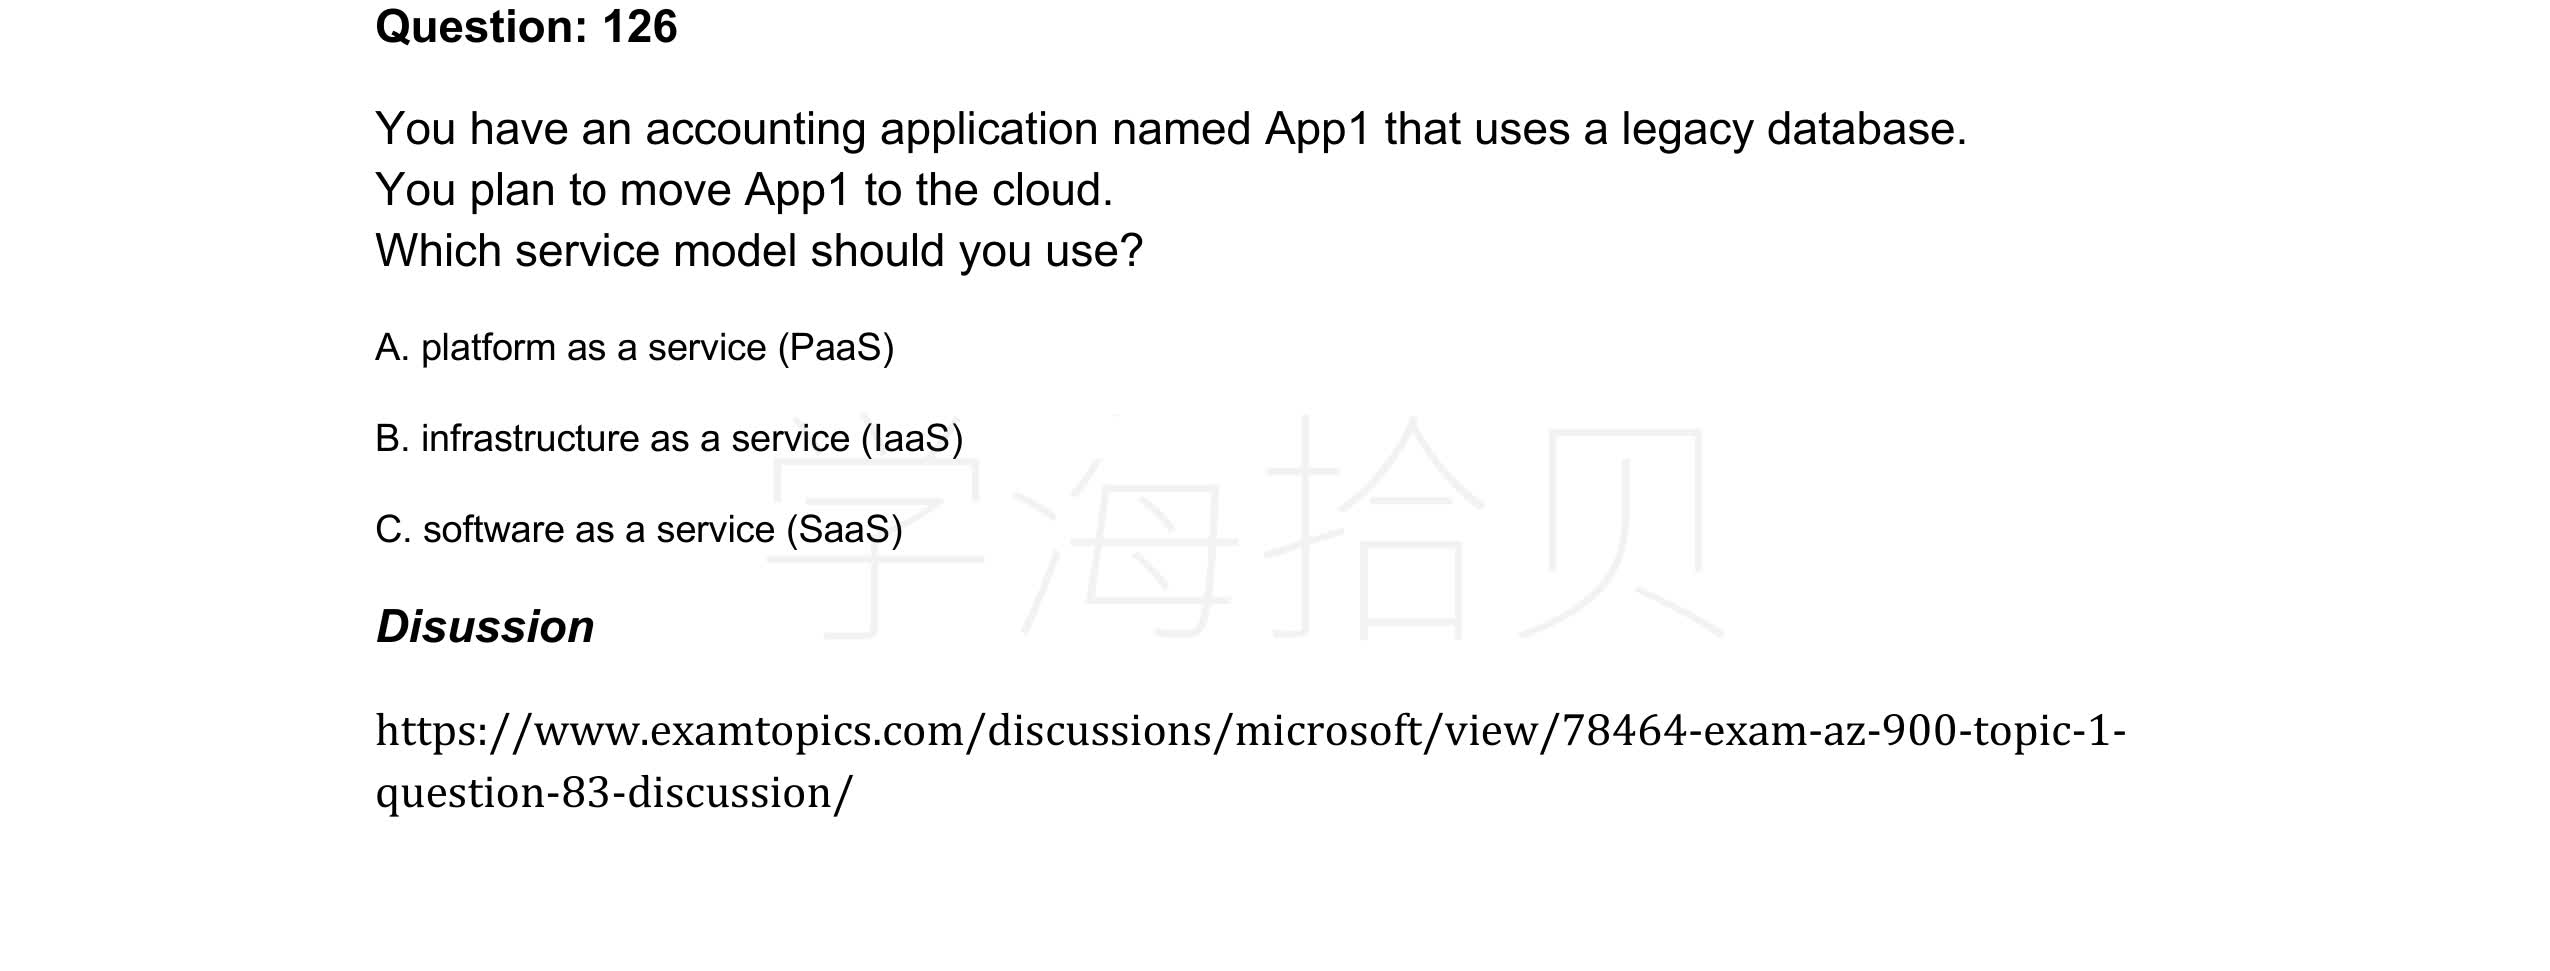 Question: 126
You have an accounting application named App1 that uses a legacy database.
You plan to move App1 to the cloud.
Which service model should you use?
A. platform as a service (PaaS)
B. infrastructure as a service (IaaS)
C. software as a service (SaaS)
字海拾贝
Disussion
https://www.examtopics.com/discussions/microsoft/view/78464-exam-az-900-topic-1-
question-83-discussion/